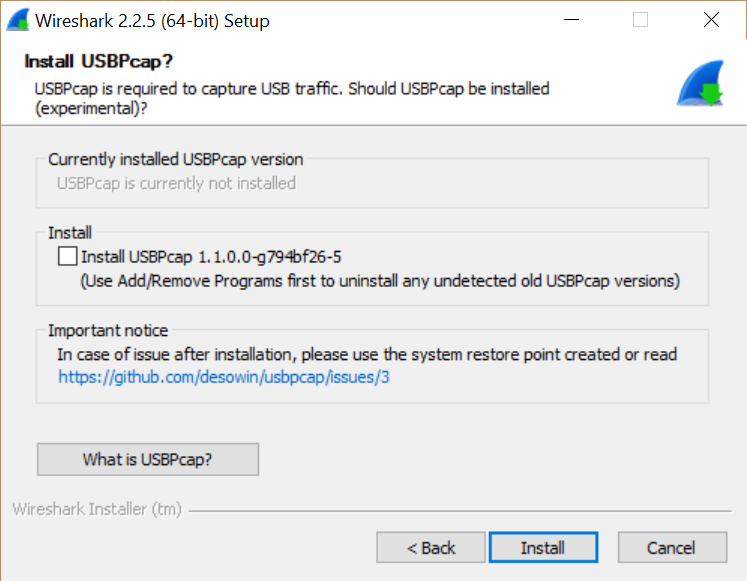 Wireshark 2.2.5 (64-bit) Setup
Install USBPcap?
USBPcap is required to capture USB traffic. Should USBPcap be installed
(experimental)?
Currently installed USBPcap version
USBPcap is currently not installed
Install
Install USBPcap 1.1.0.0-g794bf26-5
(Use Add/Remove Programs first to uninstall any undetected old USBPcap versions)
Important notice
In case of issue after installation, please use the system restore point created or read
https://github.com/desowin/usbpcap/issues/3
What is USBPcap?
Wireshark Installer (tm)
< Back
Install
Cancel